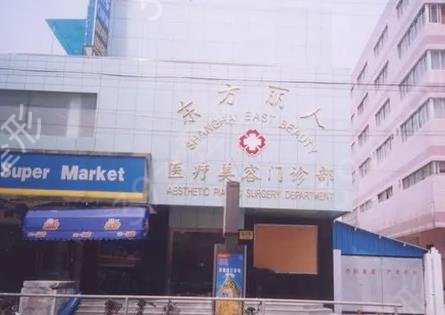 东方丽人
SHANGHAI EAST BEAUTY
医疗美容门诊部
AESTHETIC PLASTIC SURGERY DEPARTMENT
Super Market